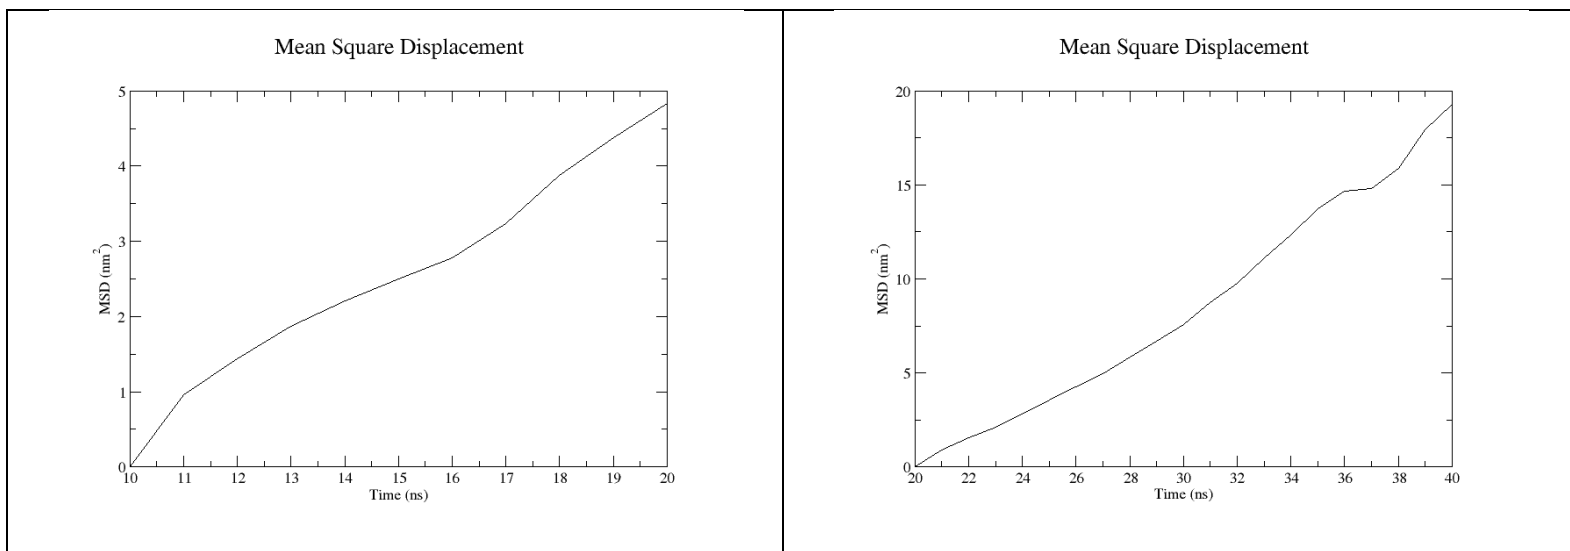 Mean Square Displacement
5
4
3
2
1
0
MSD (nm²)
10 11 12 13 14 15 16 17 18 19 20
Time (ns)
Mean Square Displacement
20
15
10
5
0
MSD (nm²)
20 22 24 26 28 30 32 34 36 38 40
Time (ns)